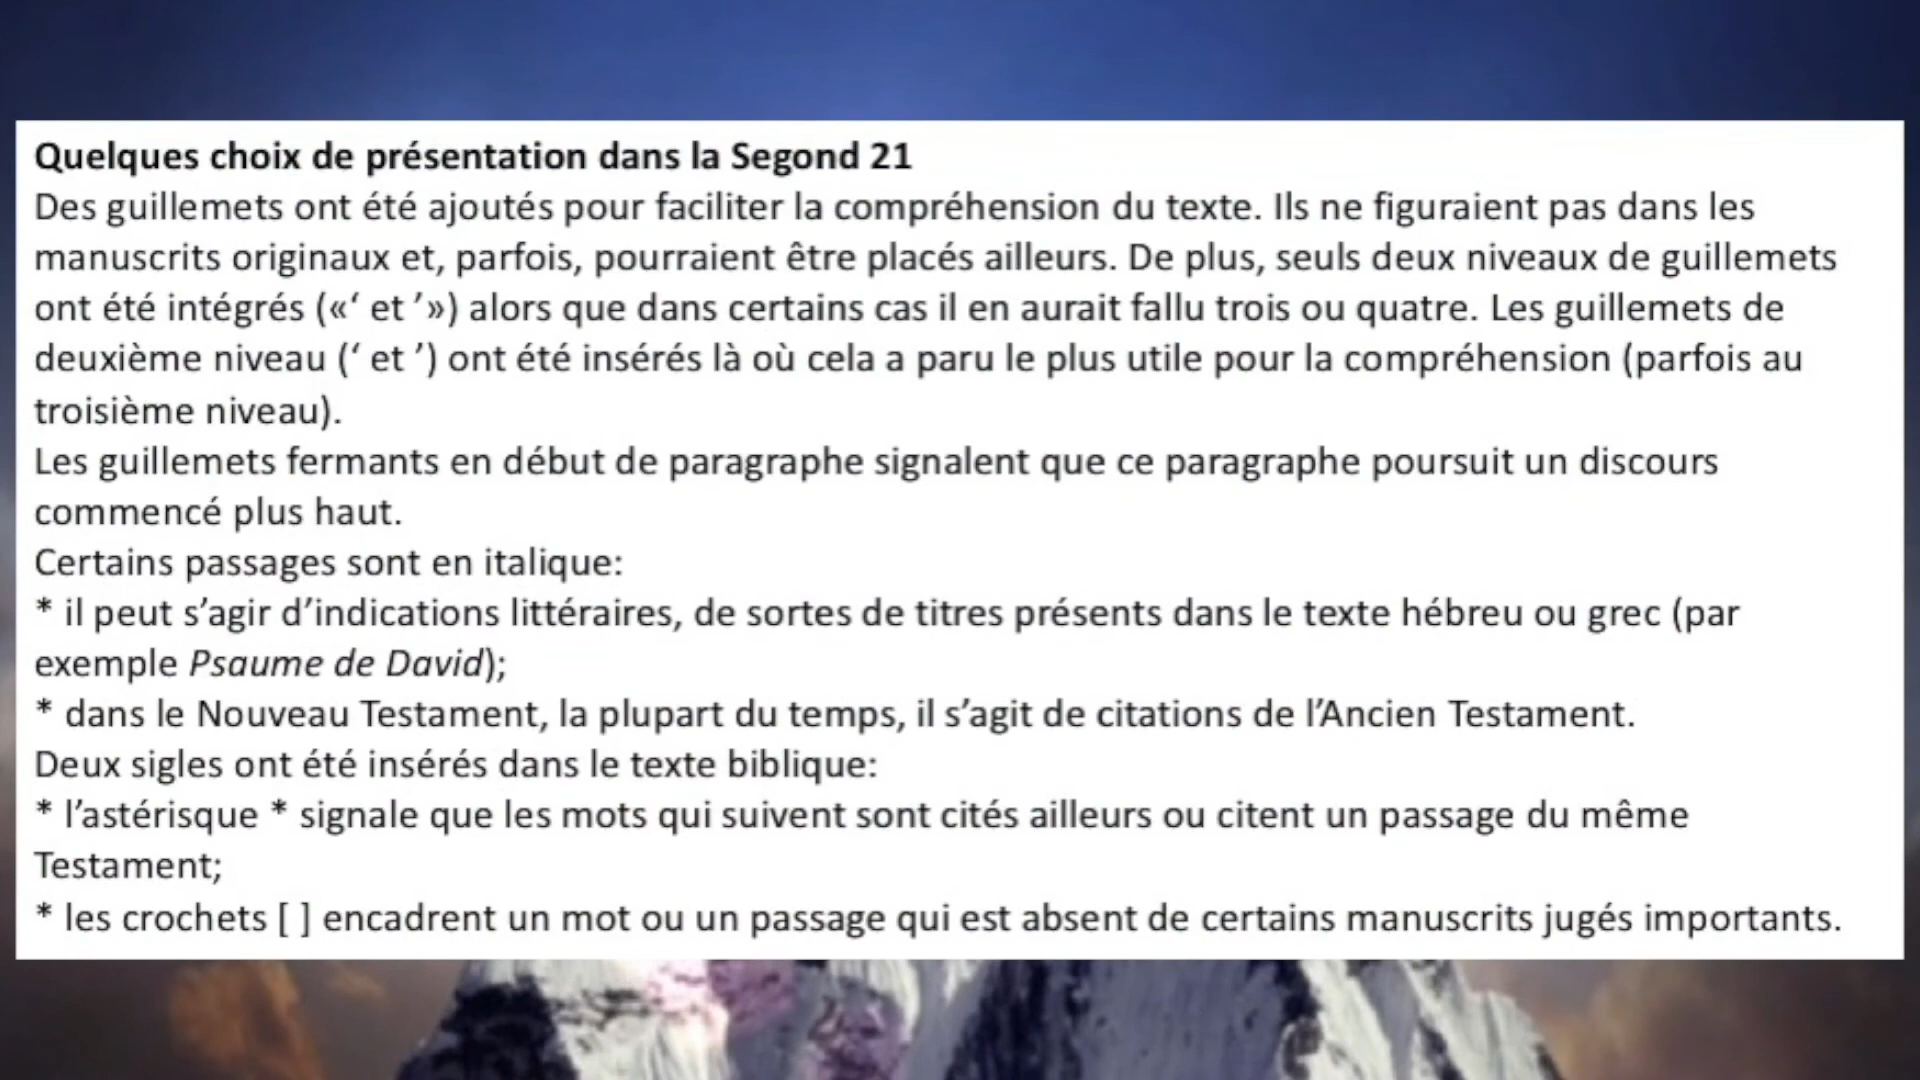 Quelques choix de présentation dans la Segond 21
Des guillemets ont été ajoutés pour faciliter la compréhension du texte. Ils ne figuraient pas dans les
manuscrits originaux et, parfois, pourraient être placés ailleurs. De plus, seuls deux niveaux de guillemets
ont été intégrés («‘ et ’») alors que dans certains cas il en aurait fallu trois ou quatre. Les guillemets de
deuxième niveau (‘ et ’) ont été insérés là où cela a paru le plus utile pour la compréhension (parfois au
troisième niveau).
Les guillemets fermants en début de paragraphe signalent que ce paragraphe poursuit un discours
commencé plus haut.
Certains passages sont en italique:
* il peut s’agir d’indications littéraires, de sortes de titres présents dans le texte hébreu ou grec (par
exemple Psaume de David);
* dans le Nouveau Testament, la plupart du temps, il s’agit de citations de l’Ancien Testament.
Deux sigles ont été insérés dans le texte biblique:
* l’astérisque * signale que les mots qui suivent sont cités ailleurs ou citent un passage du même
Testament;
* les crochets [ ] encadrent un mot ou un passage qui est absent de certains manuscrits jugés importants.